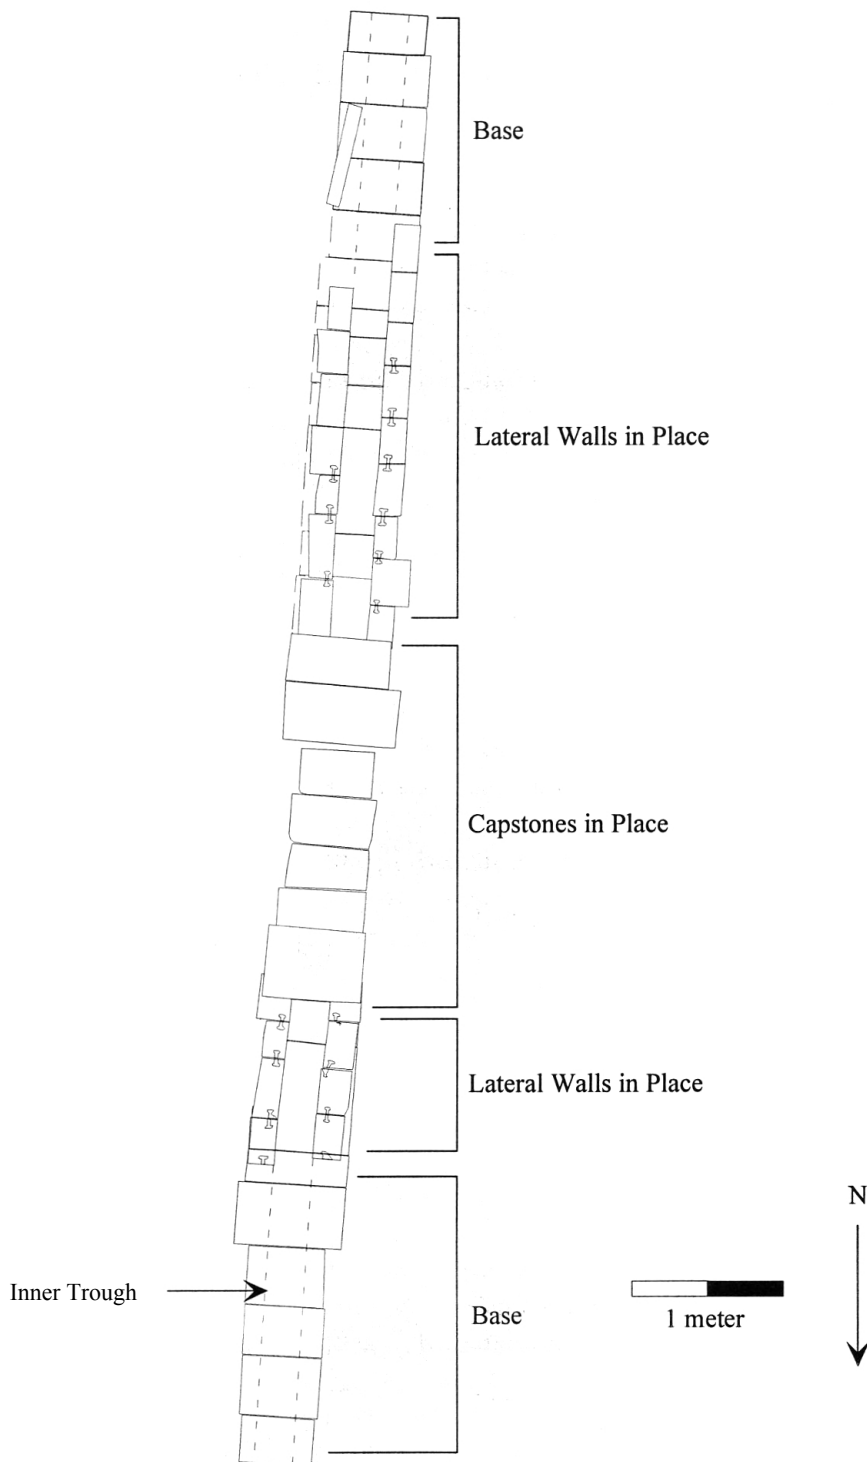 Base
Lateral Walls in Place
Capstones in Place
Lateral Walls in Place
N
Inner Trough
Base
1 meter